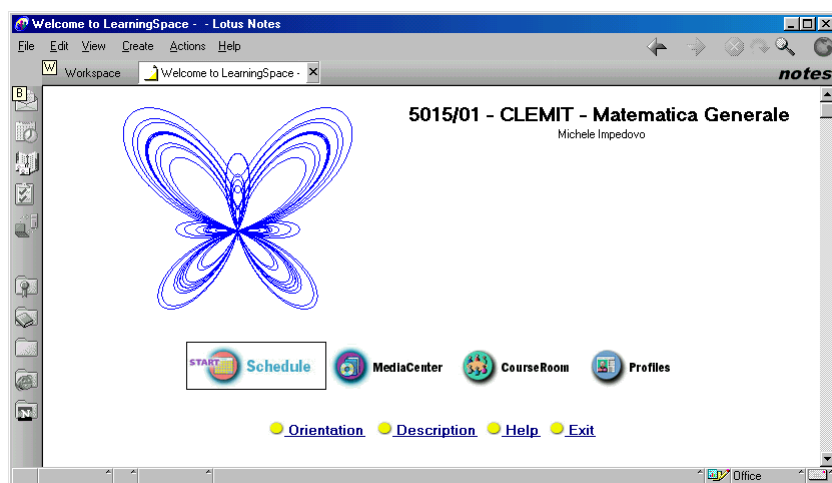 Welcome to LearningSpace - - Lotus Notes
File Edit View Create Actions Help
W Workspace Welcome to LearningSpace - X
notes
B
5015/01 - CLEMIT - Matematica Generale
Michele Impedovo
START Schedule MediaCenter CourseRoom Profiles
Orientation Description Help Exit
N
Office